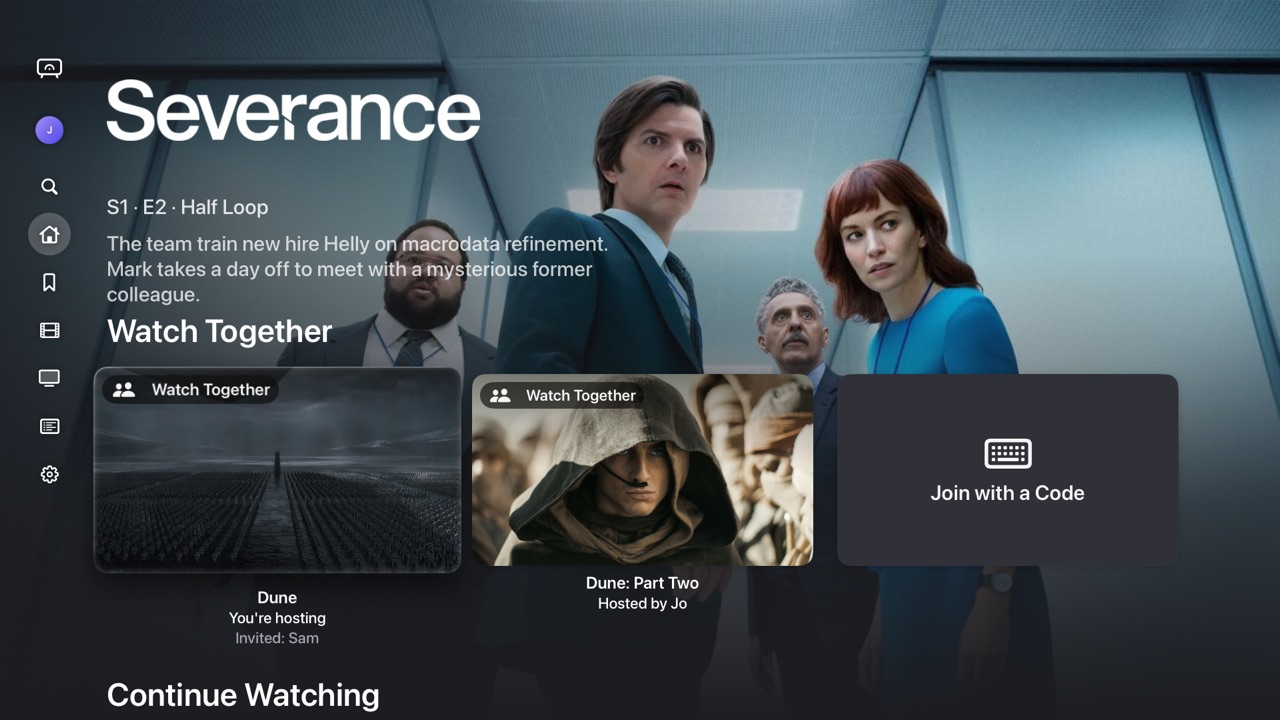 J
Severance
S1 · E2 · Half Loop
The team train new hire Helly on macrodata refinement.
Mark takes a day off to meet with a mysterious former
colleague.
Watch Together
Watch Together
Watch Together
Join with a Code
Dune
You're hosting
Invited: Sam
Dune: Part Two
Hosted by Jo
Continue Watching